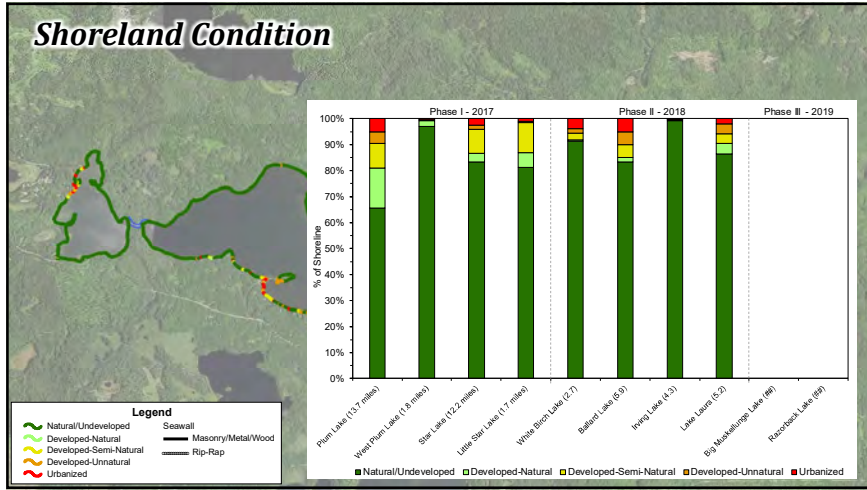 Shoreland Condition
Phase I - 2017
Phase II - 2018
Phase III - 2019
100%
90%
80%
70%
60%
50%
40%
30%
20%
10%
0%
% of Shoreline
Plum Lake (13.7 miles)
West Plum Lake (1.8 miles)
Star Lake (12.2 miles)
Little Star Lake (1.7 miles)
White Birch Lake (2.7)
Ballard Lake (5.9)
Irving Lake (4.3)
Lake Laura (5.2)
Big Muskellunge Lake (##)
Razorback Lake (##)
Natural/Undeveloped
Developed-Natural
Developed-Semi-Natural
Developed-Unnatural
Urbanized
Legend
Natural/Undeveloped
Developed-Natural
Developed-Semi-Natural
Developed-Unnatural
Urbanized
Seawall
Masonry/Metal/Wood
Rip-Rap